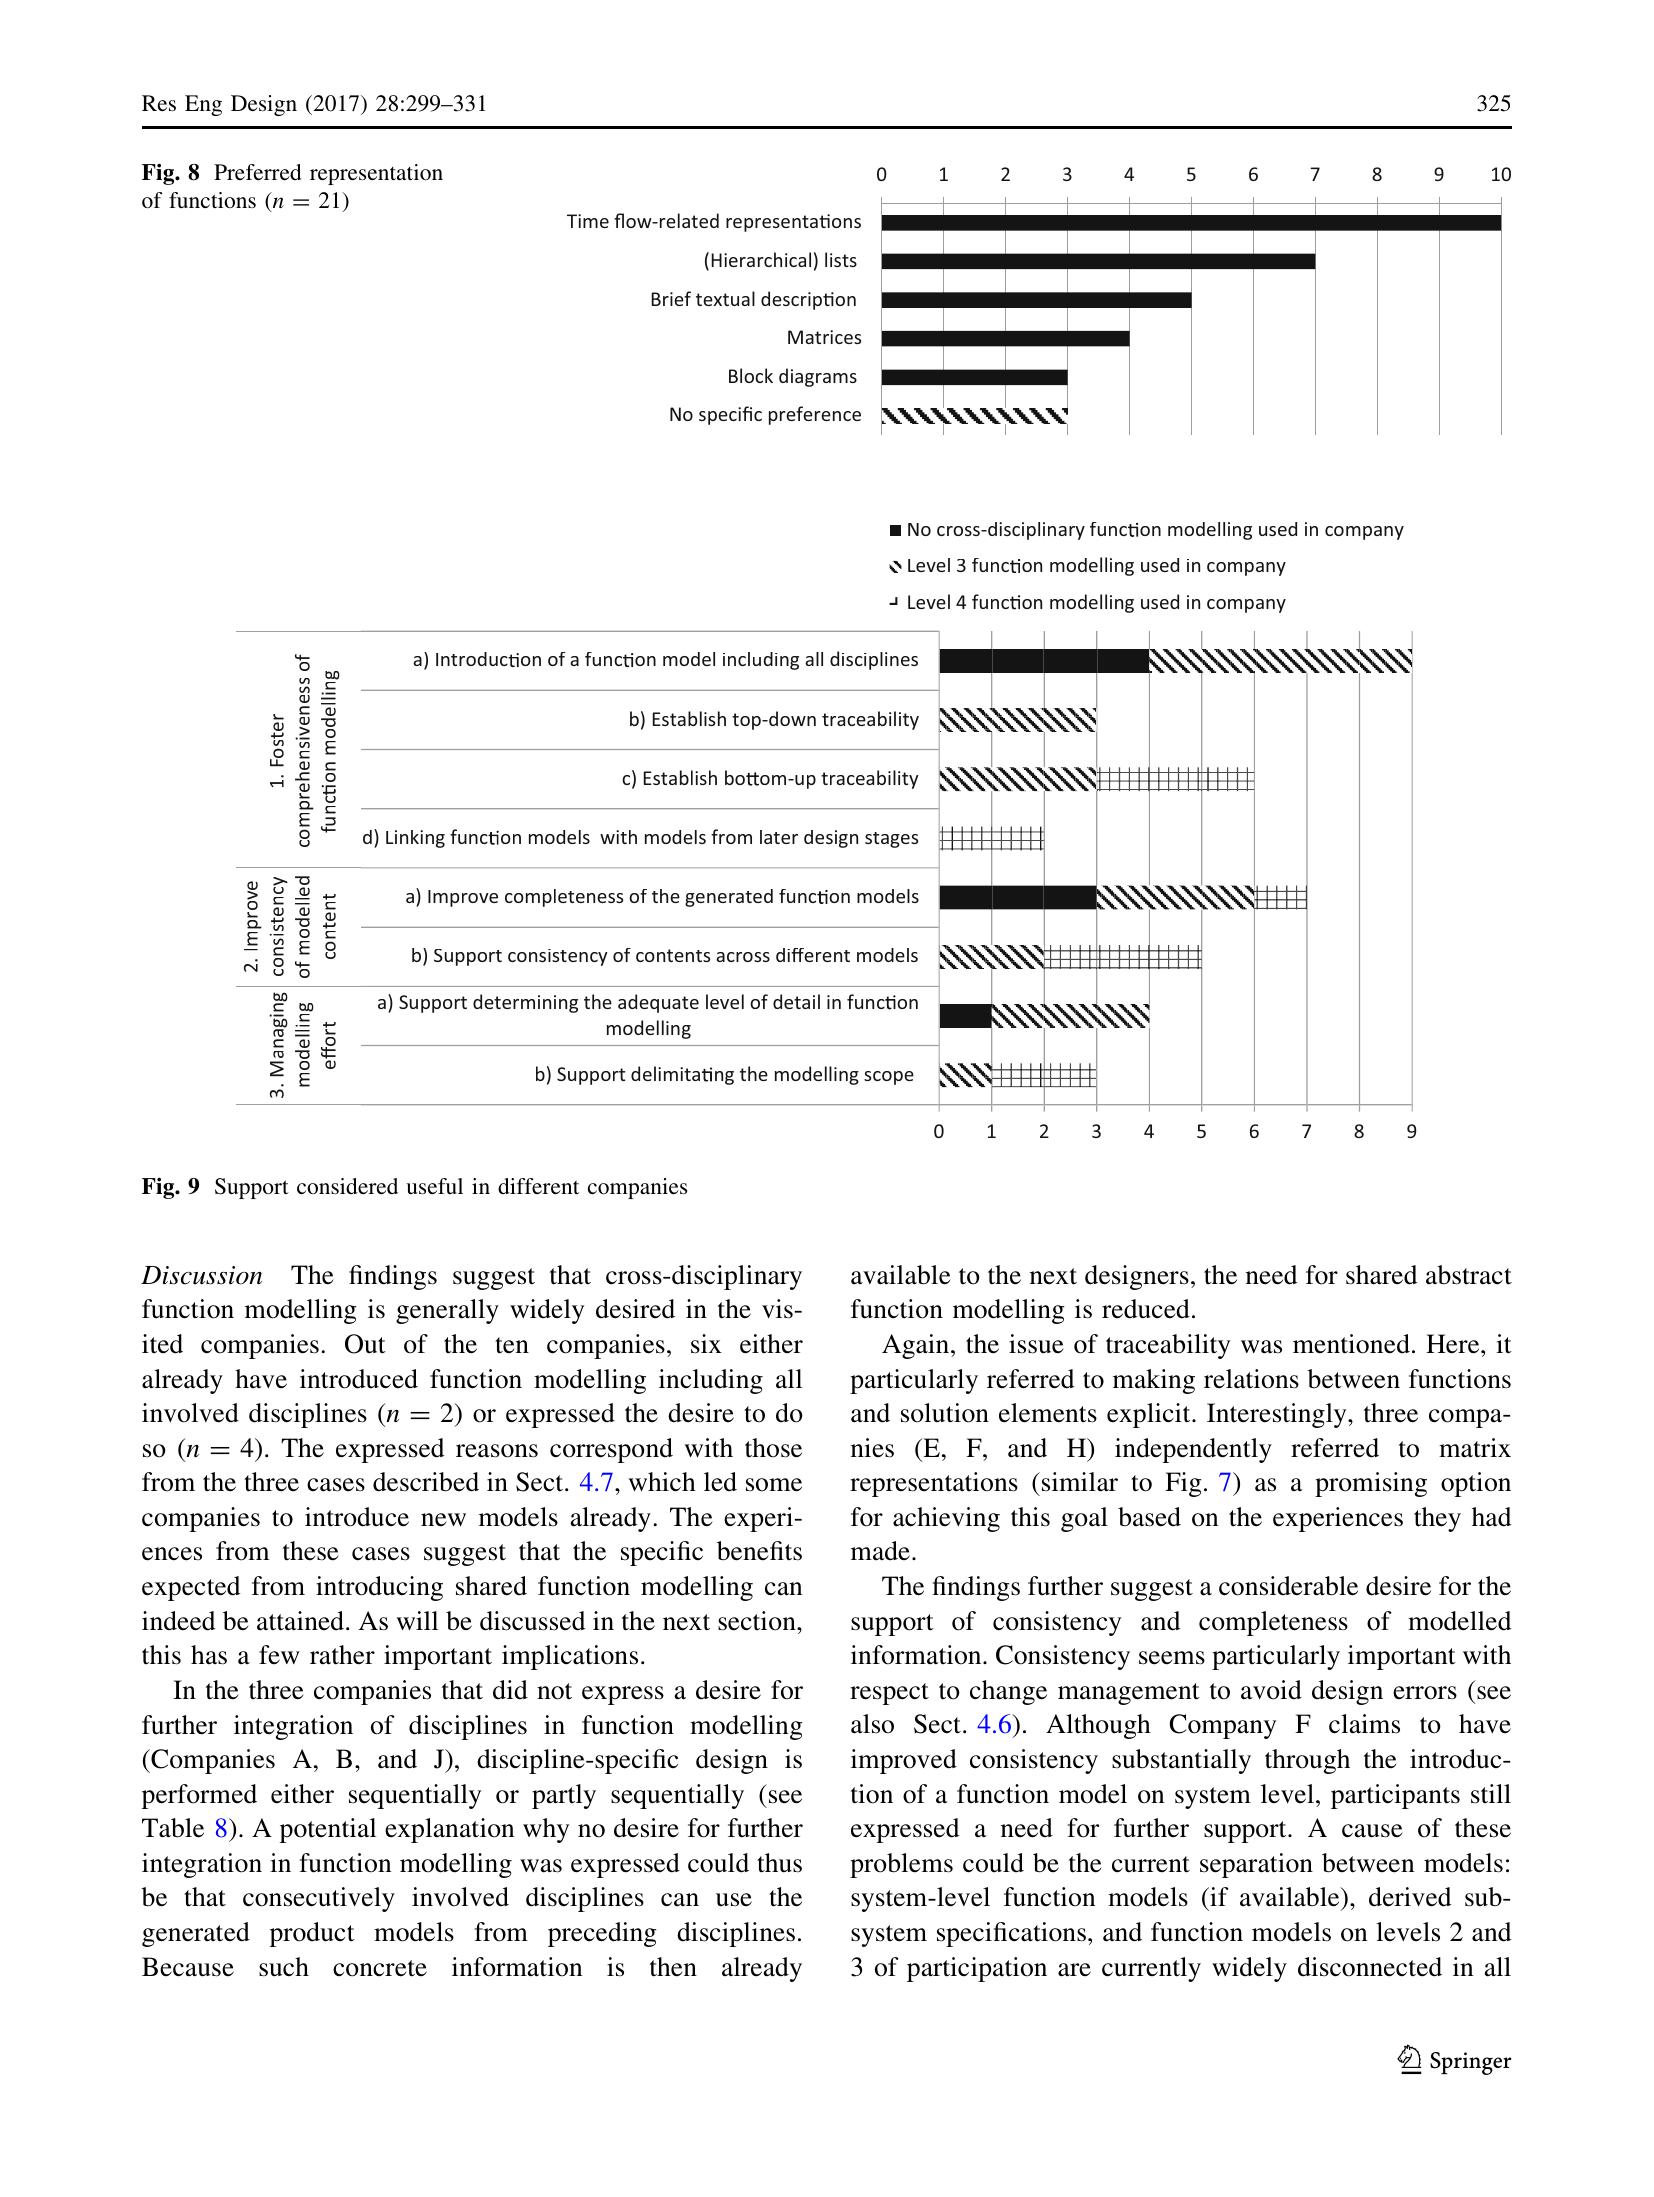 Res Eng Design (2017) 28:299–331
325
Fig. 8 Preferred representation
of functions (n = 21)
0 1 2 3 4 5 6 7 8 9 10
Time flow-related representations
(Hierarchical) lists
Brief textual description
Matrices
Block diagrams
No specific preference
No cross-disciplinary function modelling used in company
Level 3 function modelling used in company
Level 4 function modelling used in company
1. Foster
comprehensiveness of
function modelling
a) Introduction of a function model including all disciplines
b) Establish top-down traceability
c) Establish bottom-up traceability
d) Linking function models with models from later design stages
2. Improve
consistency
of modelled
content
a) Improve completeness of the generated function models
b) Support consistency of contents across different models
3. Managing
modelling
effort
a) Support determining the adequate level of detail in function
modelling
b) Support delimitating the modelling scope
0 1 2 3 4 5 6 7 8 9
Fig. 9 Support considered useful in different companies
Discussion The findings suggest that cross-disciplinary
function modelling is generally widely desired in the vis-
ited companies. Out of the ten companies, six either
already have introduced function modelling including all
involved disciplines (n = 2) or expressed the desire to do
so (n = 4). The expressed reasons correspond with those
from the three cases described in Sect. 4.7, which led some
companies to introduce new models already. The experi-
ences from these cases suggest that the specific benefits
expected from introducing shared function modelling can
indeed be attained. As will be discussed in the next section,
this has a few rather important implications.
In the three companies that did not express a desire for
further integration of disciplines in function modelling
(Companies A, B, and J), discipline-specific design is
performed either sequentially or partly sequentially (see
Table 8). A potential explanation why no desire for further
integration in function modelling was expressed could thus
be that consecutively involved disciplines can use the
generated product models from preceding disciplines.
Because such concrete information is then already
available to the next designers, the need for shared abstract
function modelling is reduced.
Again, the issue of traceability was mentioned. Here, it
particularly referred to making relations between functions
and solution elements explicit. Interestingly, three compa-
nies (E, F, and H) independently referred to matrix
representations (similar to Fig. 7) as a promising option
for achieving this goal based on the experiences they had
made.
The findings further suggest a considerable desire for the
support of consistency and completeness of modelled
information. Consistency seems particularly important with
respect to change management to avoid design errors (see
also Sect. 4.6). Although Company F claims to have
improved consistency substantially through the introduc-
tion of a function model on system level, participants still
expressed a need for further support. A cause of these
problems could be the current separation between models:
system-level function models (if available), derived sub-
system specifications, and function models on levels 2 and
3 of participation are currently widely disconnected in all
Springer